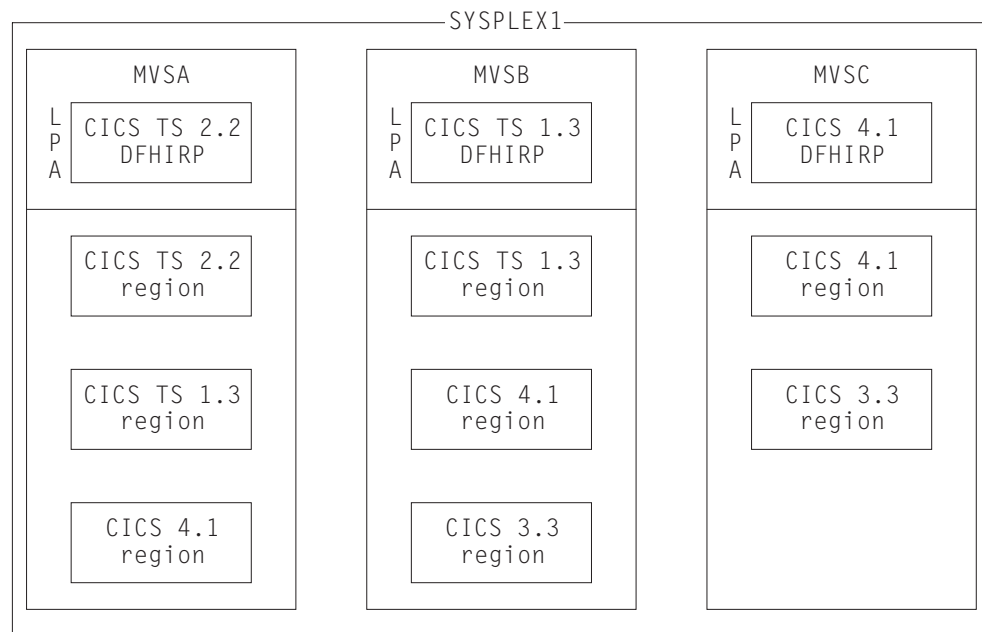 SYSPLEX1
MVSA
L
P
A
CICS TS 2.2
DFHIRP
CICS TS 2.2
region
CICS TS 1.3
region
CICS 4.1
region
MVSB
L
P
A
CICS TS 1.3
DFHIRP
CICS TS 1.3
region
CICS 4.1
region
CICS 3.3
region
MVSC
L
P
A
CICS 4.1
DFHIRP
CICS 4.1
region
CICS 3.3
region